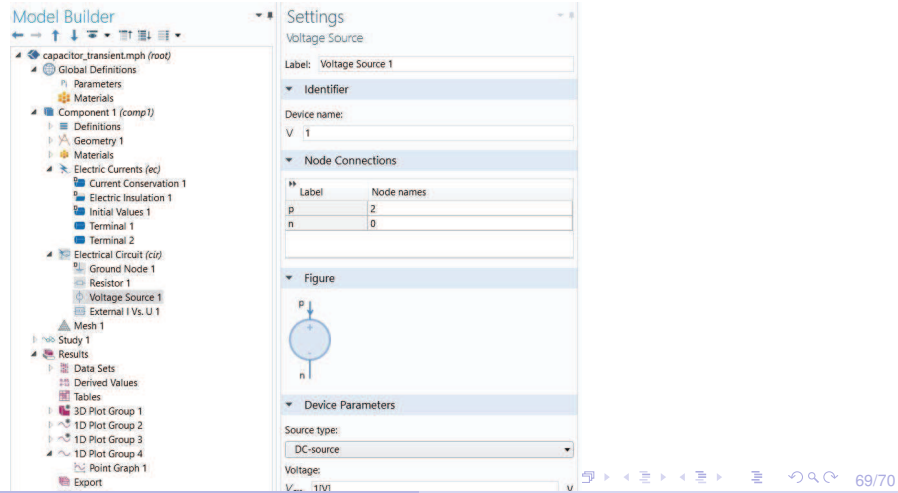 Model Builder
capacitor_transient.mph (root)
Global Definitions
Parameters
Materials
Component 1 (comp1)
Definitions
Geometry 1
Materials
Electric Currents (ec)
Current Conservation 1
Electric Insulation 1
Initial Values 1
Terminal 1
Terminal 2
Electrical Circuit (cir)
Ground Node 1
Resistor 1
Voltage Source 1
External I Vs. U 1
Mesh 1
Study 1
Results
Data Sets
Derived Values
Tables
3D Plot Group 1
1D Plot Group 2
1D Plot Group 3
1D Plot Group 4
Point Graph 1
Export
Settings
Voltage Source
Label: Voltage Source 1
Identifier
Device name:
V 1
Node Connections
Label Node names
p 2
n 0
Figure
p
n
Device Parameters
Source type:
DC-source
Voltage:
1[V] V
69/70